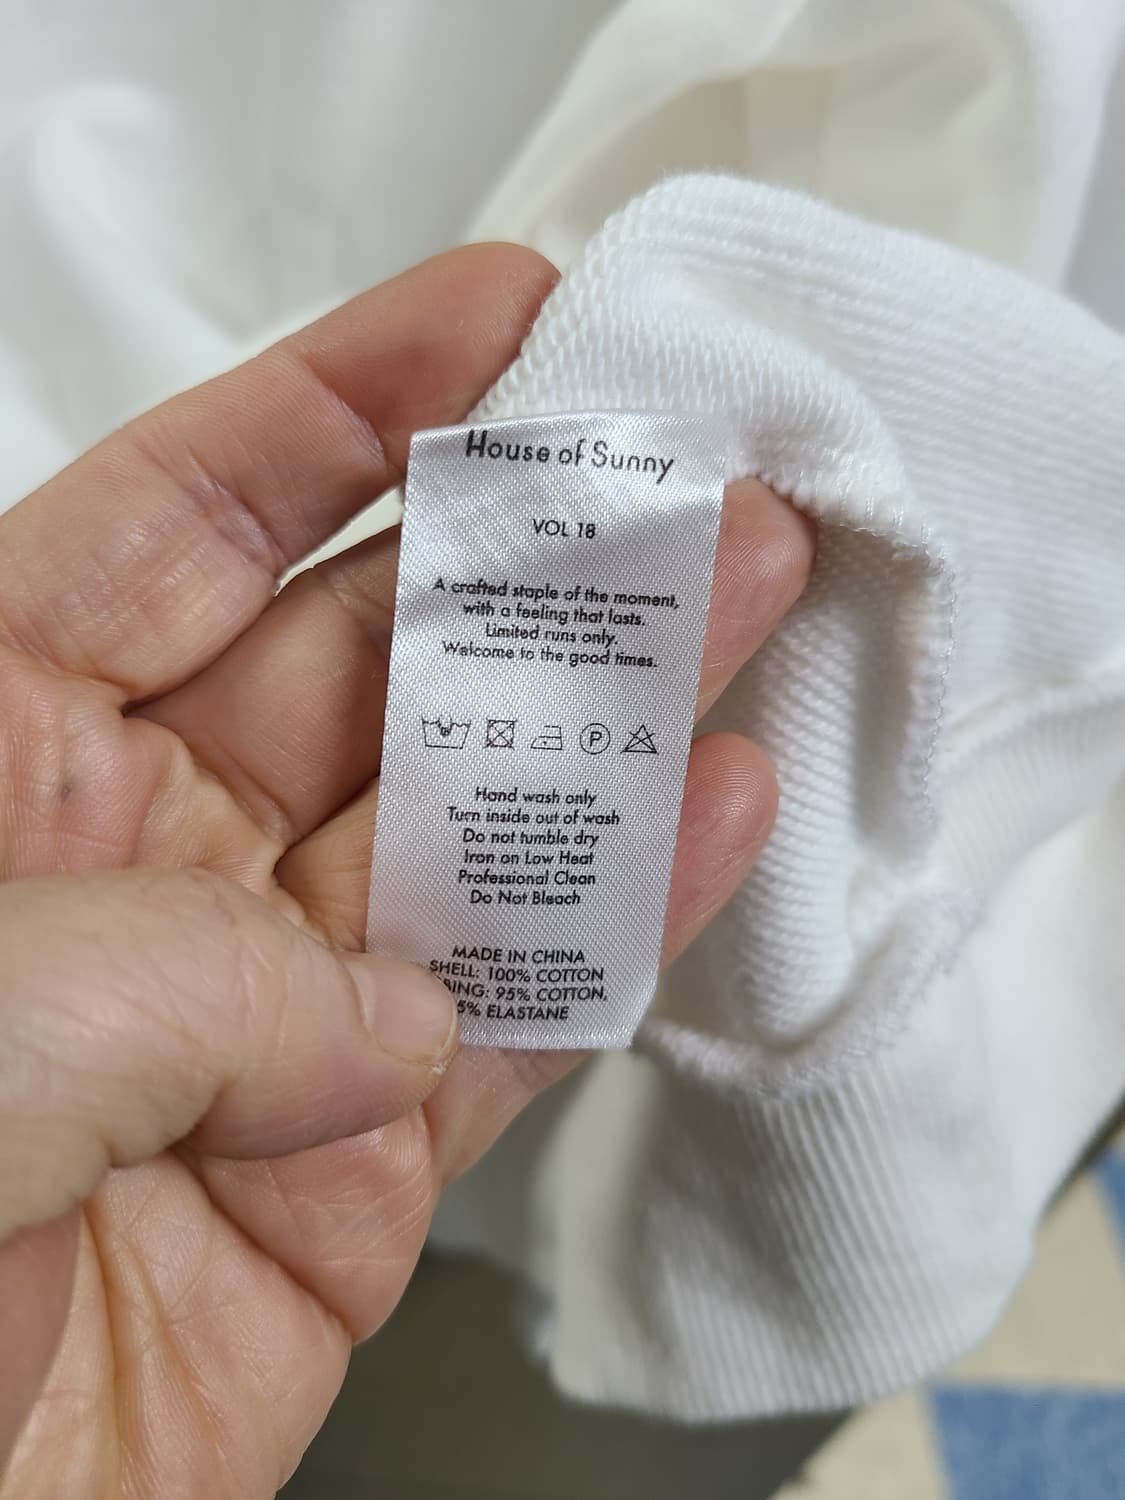 House of Sunny
VOL 18
A crafted staple of the moment,
with a feeling that lasts.
Limited runs only.
Welcome to the good times.
P
Hand wash only
Turn inside out of wash
Do not tumble dry
Iron on Low Heat
Professional Clean
Do Not Bleach
MADE IN CHINA
SHELL: 100% COTTON
95% COTTON,
5% ELASTANE